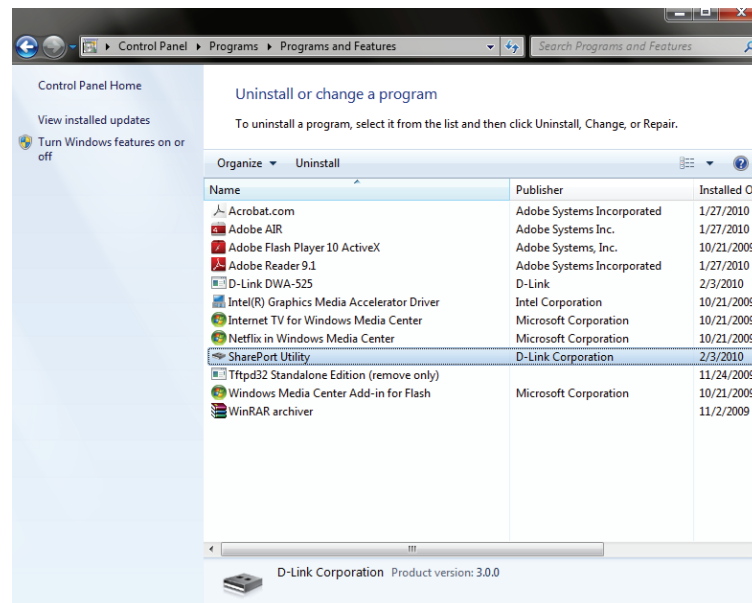 Control Panel Programs Programs and Features Search Programs and Features
Control Panel Home
View installed updates
Turn Windows features on or
off
Uninstall or change a program
To uninstall a program, select it from the list and then click Uninstall, Change, or Repair.
Organize Uninstall
Name Publisher Installed O
Acrobat.com Adobe Systems Incorporated 1/27/2010
Adobe AIR Adobe Systems Inc. 1/27/2010
Adobe Flash Player 10 ActiveX Adobe Systems, Inc. 10/21/2009
Adobe Reader 9.1 Adobe Systems Incorporated 1/27/2010
D-Link DWA-525 D-Link 2/3/2010
Intel(R) Graphics Media Accelerator Driver Intel Corporation 10/21/2009
Internet TV for Windows Media Center Microsoft Corporation 10/21/2009
Netflix in Windows Media Center Microsoft Corporation 10/21/2009
SharePort Utility D-Link Corporation 2/3/2010
Tftpd32 Standalone Edition (remove only) 11/24/2009
Windows Media Center Add-in for Flash Microsoft Corporation 10/21/2009
WinRAR archiver 11/2/2009
D-Link Corporation Product version: 3.0.0